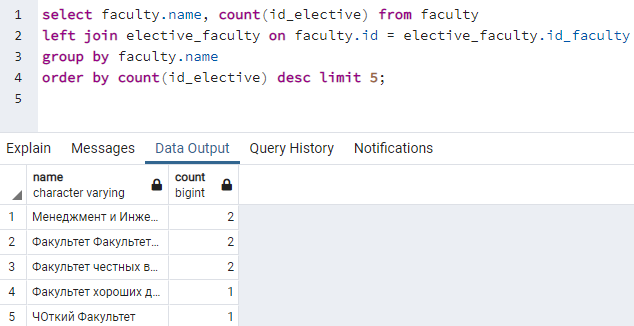 1 select faculty.name, count(id_elective) from faculty
2 left join elective_faculty on faculty.id = elective_faculty.id_faculty
3 group by faculty.name
4 order by count(id_elective) desc limit 5;
5
Explain Messages Data Output Query History Notifications
name count
character varying bigint
1 Менеджмент и Инже... 2
2 Факультет Факультет... 2
3 Факультет честных в... 2
4 Факультет хороших д... 1
5 ЧОткий Факультет 1